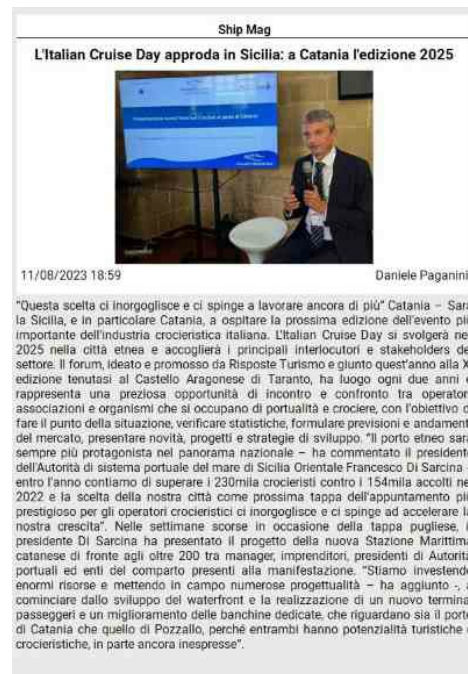 Ship Mag
L'Italian Cruise Day approda in Sicilia: a Catania l'edizione 2025
11/08/2023 18:59
Daniele Paganini
"Questa scelta ci inorgoglisce e ci spinge a lavorare ancora di più" Catania – Sarà
la Sicilia, e in particolare Catania, a ospitare la prossima edizione dell'evento più
importante dell'industria crocieristica italiana. L'Italian Cruise Day si svolgerà nel
2025 nella città etnea e accoglierà i principali interlocutori e stakeholders del
settore. Il forum, ideato e promosso da Risposte Turismo e giunto quest'anno alla X
edizione tenutasi al Castello Aragonese di Taranto, ha luogo ogni due anni e
rappresenta una preziosa opportunità di incontro e confronto tra operatori
associazioni e organismi che si occupano di portualità e crociere, con l'obiettivo di
fare il punto della situazione, verificare statistiche, formulare previsioni e andamenti
del mercato, presentare novità, progetti e strategie di sviluppo. "Il porto etneo sarà
sempre più protagonista nel panorama nazionale – ha commentato il presidente
dell'Autorità di sistema portuale del mare di Sicilia Orientale Francesco Di Sarcina -
entro l'anno contiamo di superare i 230mila crocieristi contro i 154mila accolti nel
2022 e la scelta della nostra città come prossima tappa dell'appuntamento più
prestigioso per gli operatori crocieristici ci inorgoglisce e ci spinge ad accelerare la
nostra crescita". Nelle settimane scorse in occasione della tappa pugliese, il
presidente Di Sarcina ha presentato il progetto della nuova Stazione Marittima
catanese di fronte agli oltre 200 tra manager, imprenditori, presidenti di Autorità
portuali ed enti del comparto presenti alla manifestazione. "Stiamo investendo
enormi risorse e mettendo in campo numerose progettualità – ha aggiunto -, a
cominciare dallo sviluppo del waterfront e la realizzazione di un nuovo terminal
passeggeri e un miglioramento delle banchine dedicate, che riguardano sia il porto
di Catania che quello di Pozzallo, perché entrambi hanno potenzialità turistiche e
crocieristiche, in parte ancora inespresse".